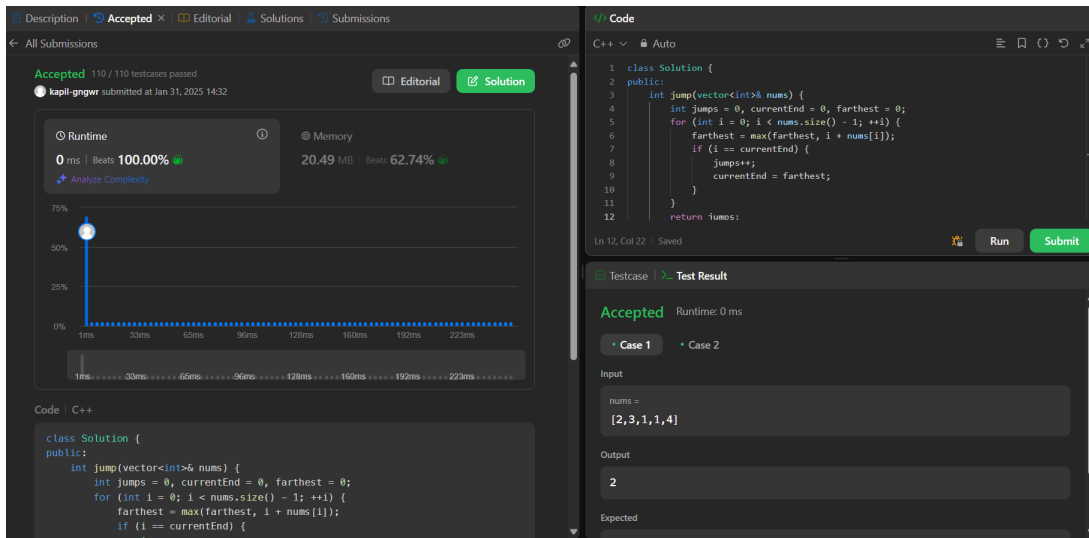 Description | Accepted × | Editorial | Solutions | Submissions
← All Submissions
Accepted 110 / 110 testcases passed
kapil-gngwr submitted at Jan 31, 2025 14:32
Editorial
Solution
Runtime
0 ms | Beats 100.00%
Analyze Complexity
Memory
20.49 MB | Beats 62.74%
75%
50%
25%
0%
1ms 33ms 65ms 96ms 128ms 160ms 192ms 223ms
1ms 33ms 65ms 96ms 128ms 160ms 192ms 223ms
Code | C++
class Solution {
public:
    int jump(vector<int>& nums) {
        int jumps = 0, currentEnd = 0, farthest = 0;
        for (int i = 0; i < nums.size() - 1; ++i) {
            farthest = max(farthest, i + nums[i]);
            if (i == currentEnd) {
</> Code
C++ Auto
1 class Solution {
2 public:
3     int jump(vector<int>& nums) {
4         int jumps = 0, currentEnd = 0, farthest = 0;
5         for (int i = 0; i < nums.size() - 1; ++i) {
6             farthest = max(farthest, i + nums[i]);
7             if (i == currentEnd) {
8                 jumps++;
9                 currentEnd = farthest;
10             }
11         }
12         return jumps;
Ln 12, Col 22 | Saved
Run
Submit
Testcase | >_ Test Result
Accepted Runtime: 0 ms
• Case 1 • Case 2
Input
nums =
[2,3,1,1,4]
Output
2
Expected